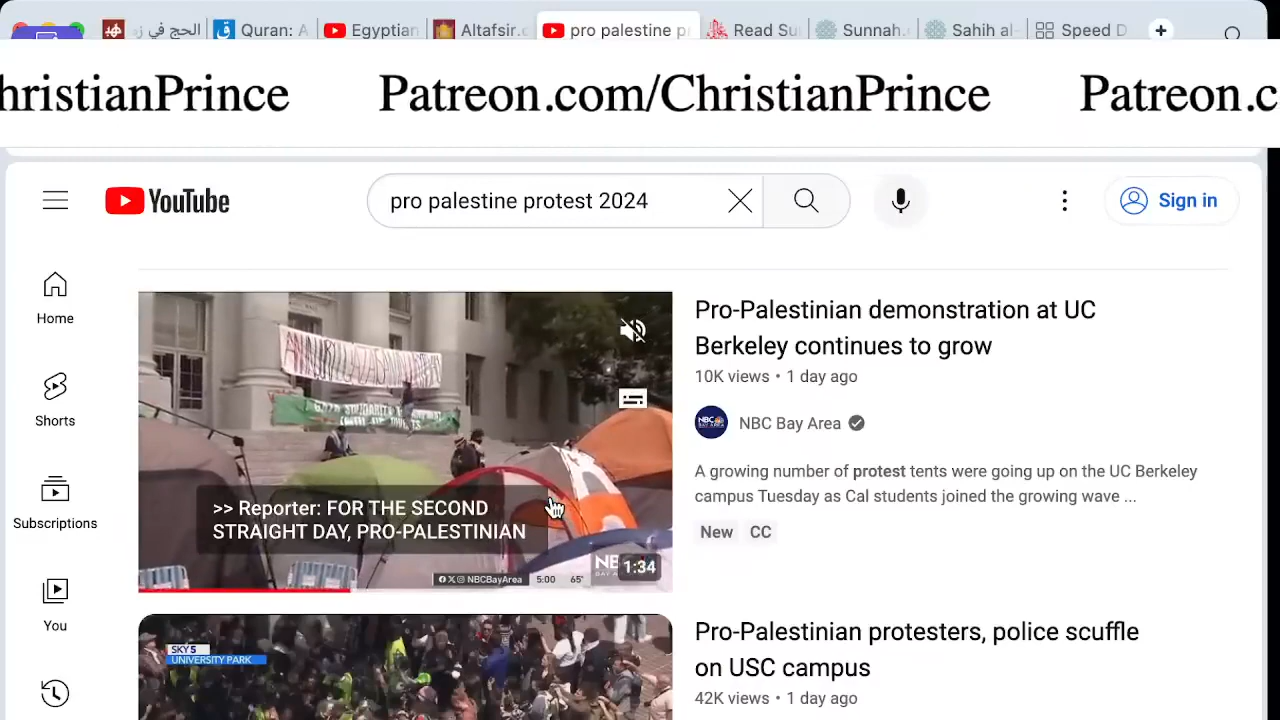 الحج في زم
Quran: A
Egyptian
Altafsir.c
pro palestine pr
Read Su
Sunnah.
Sahih al-
Speed D
hristianPrince Patreon.com/ChristianPrince Patreon.c
YouTube
pro palestine protest 2024
Sign in
Home
Shorts
Subscriptions
You
>> Reporter: FOR THE SECOND
STRAIGHT DAY, PRO-PALESTINIAN
NBCBayArea 5:00 65°
1:34
Pro-Palestinian demonstration at UC
Berkeley continues to grow
10K views • 1 day ago
NBC Bay Area
A growing number of protest tents were going up on the UC Berkeley
campus Tuesday as Cal students joined the growing wave ...
New CC
SKY5
UNIVERSITY PARK
Pro-Palestinian protesters, police scuffle
on USC campus
42K views • 1 day ago